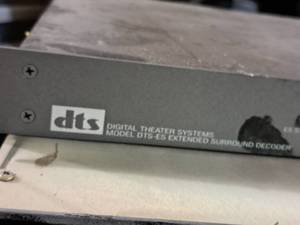 dts
DIGITAL THEATER SYSTEMS
MODEL DTS-ES EXTENDED SURROUND DECODER